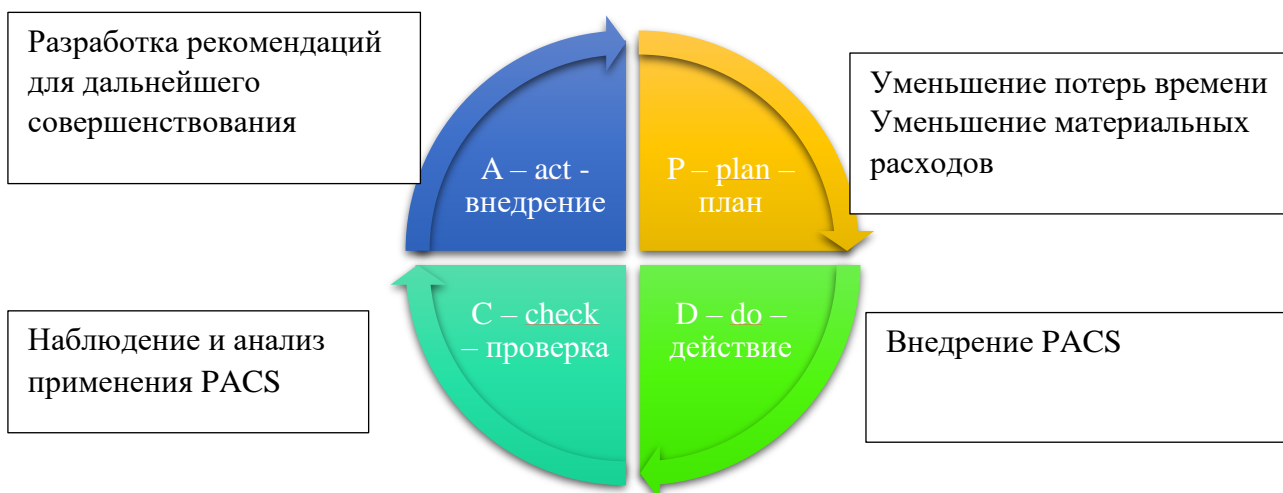 Разработка рекомендаций
для дальнейшего
совершенствования
A – act -
внедрение
P – plan –
план
Уменьшение потерь времени
Уменьшение материальных
расходов
Наблюдение и анализ
применения PACS
C – check
– проверка
D – do –
действие
Внедрение PACS